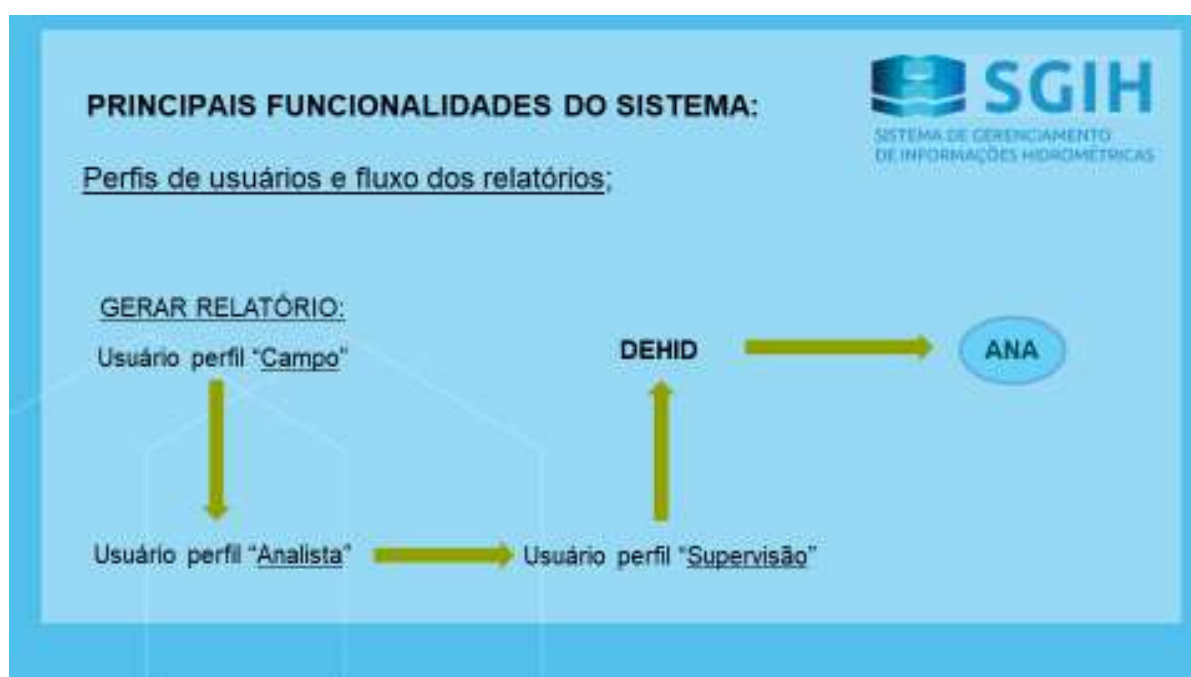 SGIH
SISTEMA DE GERENCIAMENTO
DE INFORMAÇÕES HIDROMÉTRICAS
PRINCIPAIS FUNCIONALIDADES DO SISTEMA:
Perfis de usuários e fluxo dos relatórios;
GERAR RELATÓRIO:
Usuário perfil “Campo”
DEHID
ANA
Usuário perfil “Analista”
Usuário perfil “Supervisão”